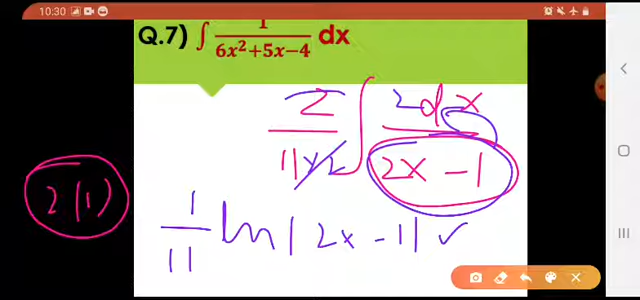 10:30
Q.7) ∫ 1/(6x²+5x−4) dx
2/(11×2) ∫ 2dx/(2x − 1)
2(1)
1/11 ln|2x − 1| ✓